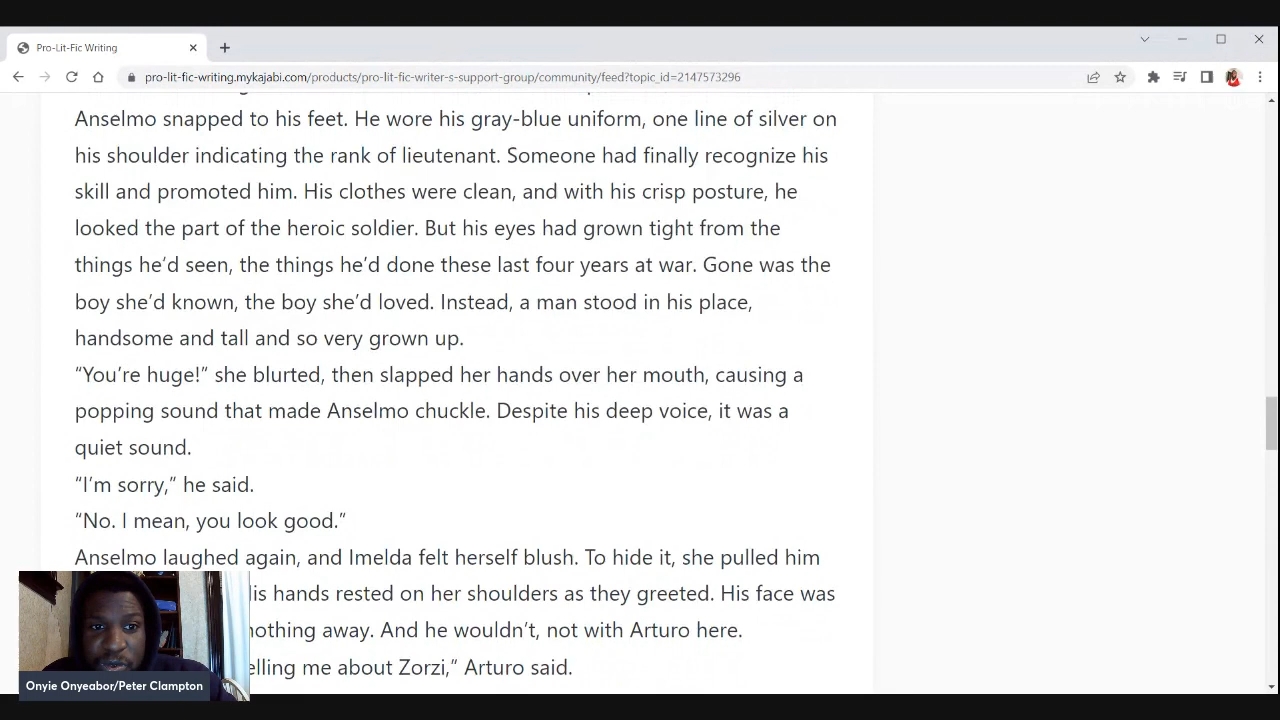 Pro-Lit-Fic Writing
pro-lit-fic-writing.mykajabi.com/products/pro-lit-fic-writer-s-support-group/community/feed?topic_id=2147573296
Anselmo snapped to his feet. He wore his gray-blue uniform, one line of silver on
his shoulder indicating the rank of lieutenant. Someone had finally recognize his
skill and promoted him. His clothes were clean, and with his crisp posture, he
looked the part of the heroic soldier. But his eyes had grown tight from the
things he’d seen, the things he’d done these last four years at war. Gone was the
boy she’d known, the boy she’d loved. Instead, a man stood in his place,
handsome and tall and so very grown up.
“You’re huge!” she blurted, then slapped her hands over her mouth, causing a
popping sound that made Anselmo chuckle. Despite his deep voice, it was a
quiet sound.
“I’m sorry,” he said.
“No. I mean, you look good.”
Anselmo laughed again, and Imelda felt herself blush. To hide it, she pulled him
his hands rested on her shoulders as they greeted. His face was
nothing away. And he wouldn’t, not with Arturo here.
elling me about Zorzi,” Arturo said.
Onyie Onyeabor/Peter Clampton